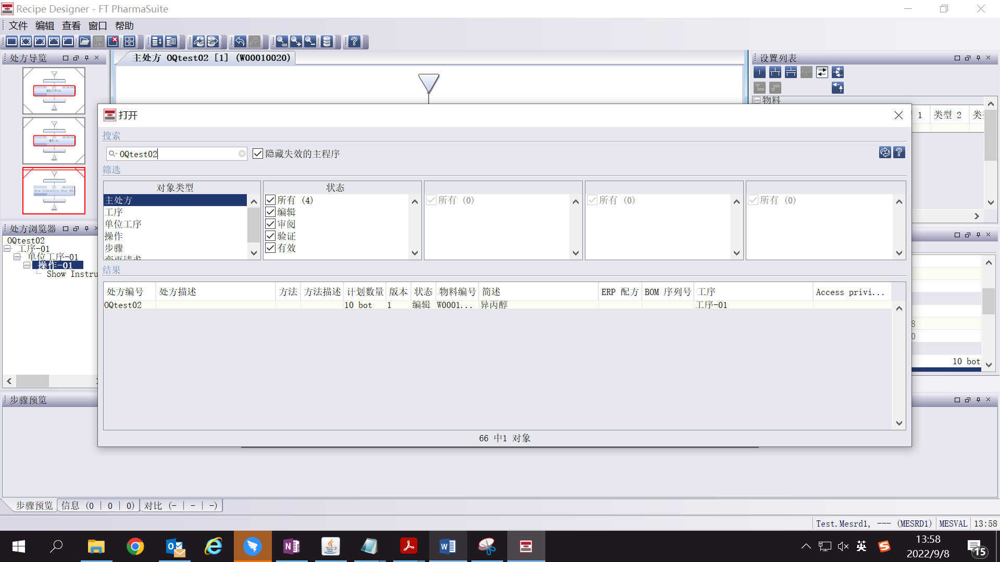 Recipe Designer - FT PharmaSuite
文件 编辑 查看 窗口 帮助
处方导览
主处方 OQtest02 [1] (W00010020)
设置列表
单位工序-01
操作-01
物料
1 类型 2
打开
搜索
OQtest02
隐藏失效的主程序
筛选
对象类型 状态
主处方
工序
单位工序
操作
步骤
变更请求
所有 (4)
编辑
审阅
验证
有效
所有 (0)
所有 (0)
所有 (0)
结果
处方编号 处方描述 方法 方法描述 计划数量 版本 状态 物料编号 简述 ERP 配方 BOM 序列号 工序 Access privi...
OQtest02 10 bot 1 编辑 W0001... 异丙醇 工序-01
66 中1 对象
处方浏览器
OQtest02
工序-01
单位工序-01
操作-01
Show Instru
8
0
10 bot
步骤预览
步骤预览 信息 (0 | 0 | 0) 对比 (- | - | -)
Test.Mesrd1, --- (MESRD1) MESVAL 13:58
英
13:58
2022/9/8
15